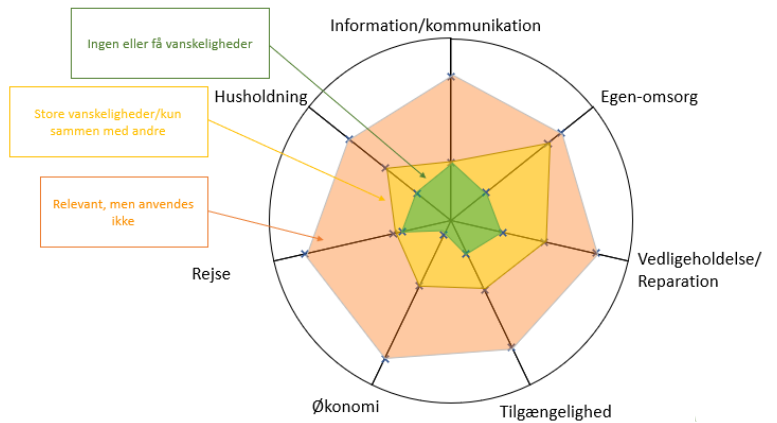 Information/kommunikation
Ingen eller få vanskeligheder
Husholdning
Egen-omsorg
Store vanskeligheder/kun
sammen med andre
Relevant, men anvendes
ikke
Rejse
Vedligeholdelse/
Reparation
Økonomi
Tilgængelighed